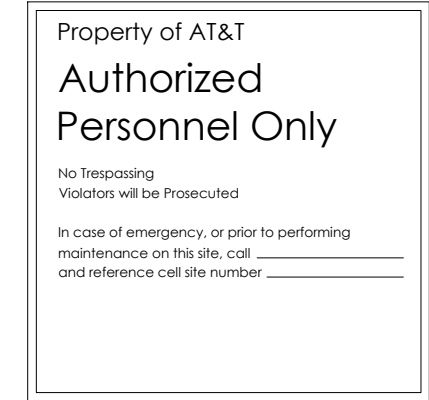 Property of AT&T
Authorized
Personnel Only
No Trespassing
Violators will be Prosecuted
In case of emergency, or prior to performing
maintenance on this site, call
and reference cell site number